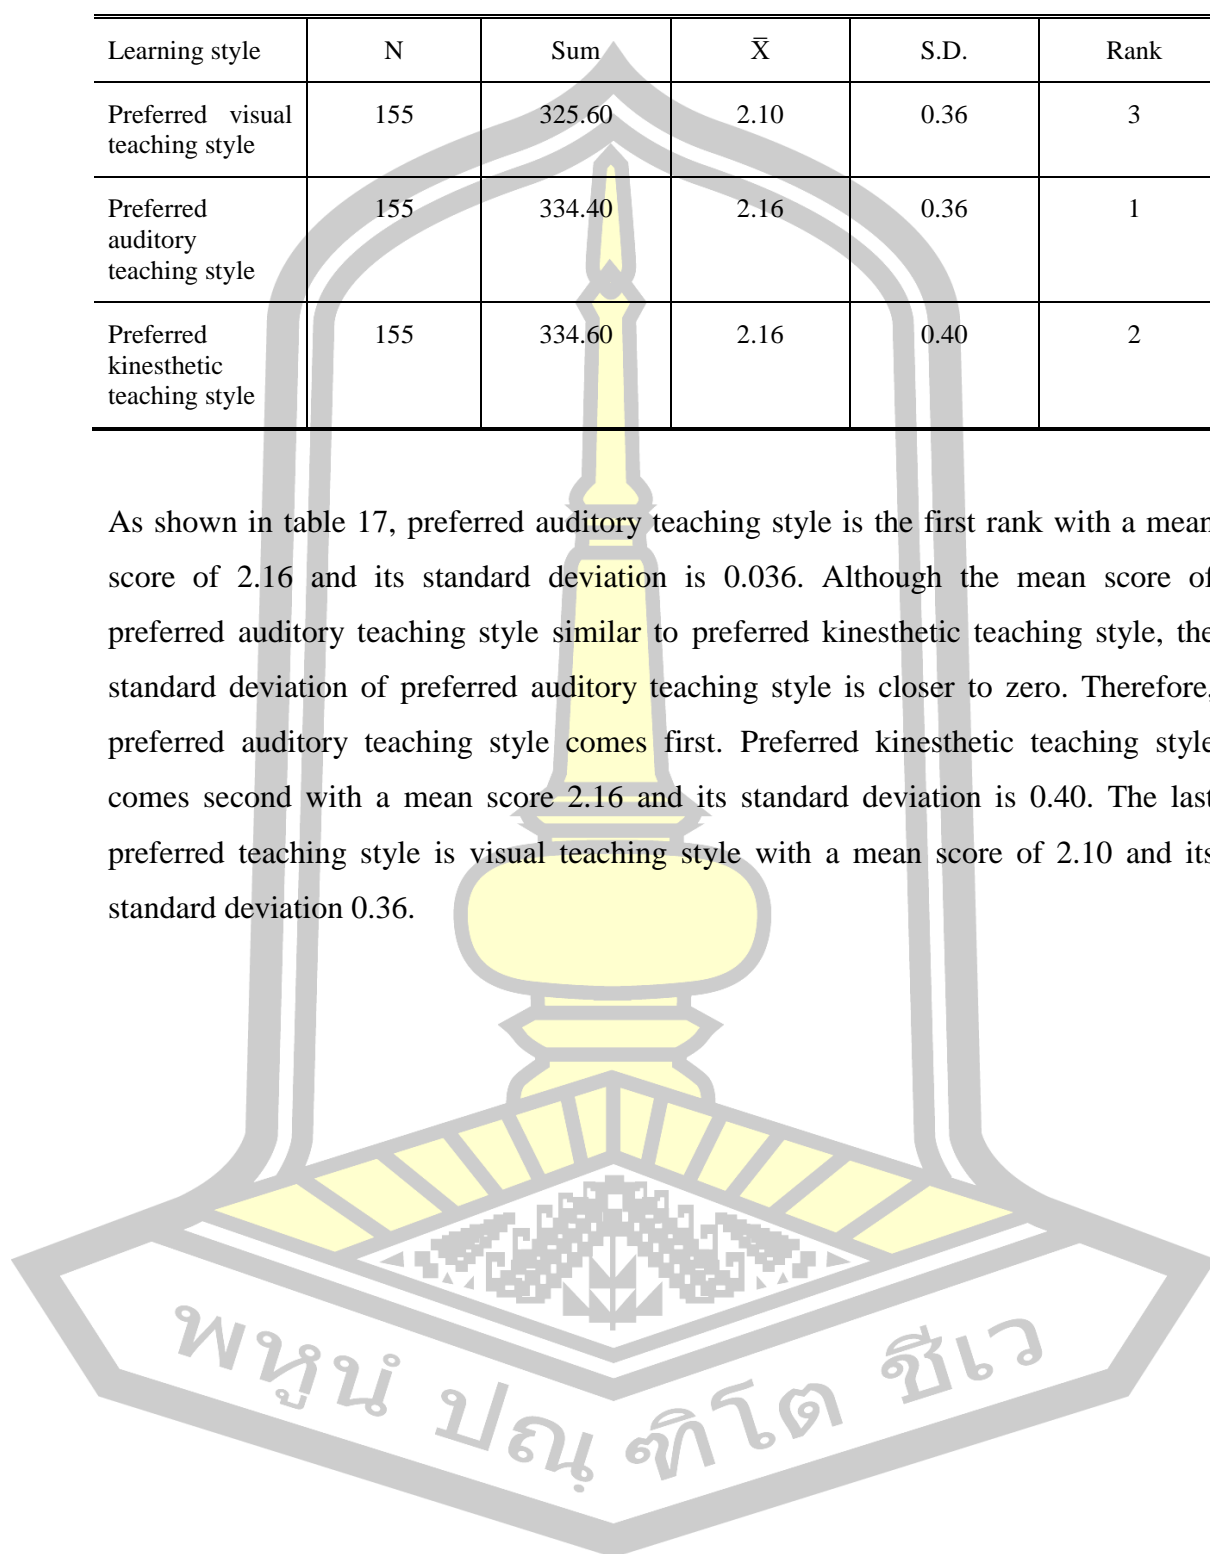 Learning style N Sum X̄ S.D. Rank
Preferred visual 155 325.60 2.10 0.36 3
teaching style
Preferred 155 334.40 2.16 0.36 1
auditory
teaching style
Preferred 155 334.60 2.16 0.40 2
kinesthetic
teaching style
As shown in table 17, preferred auditory teaching style is the first rank with a mean
score of 2.16 and its standard deviation is 0.036. Although the mean score of
preferred auditory teaching style similar to preferred kinesthetic teaching style, the
standard deviation of preferred auditory teaching style is closer to zero. Therefore,
preferred auditory teaching style comes first. Preferred kinesthetic teaching style
comes second with a mean score 2.16 and its standard deviation is 0.40. The last
preferred teaching style is visual teaching style with a mean score of 2.10 and its
standard deviation 0.36.
พหูนํ ปณฺ ฑิโต ชีเว